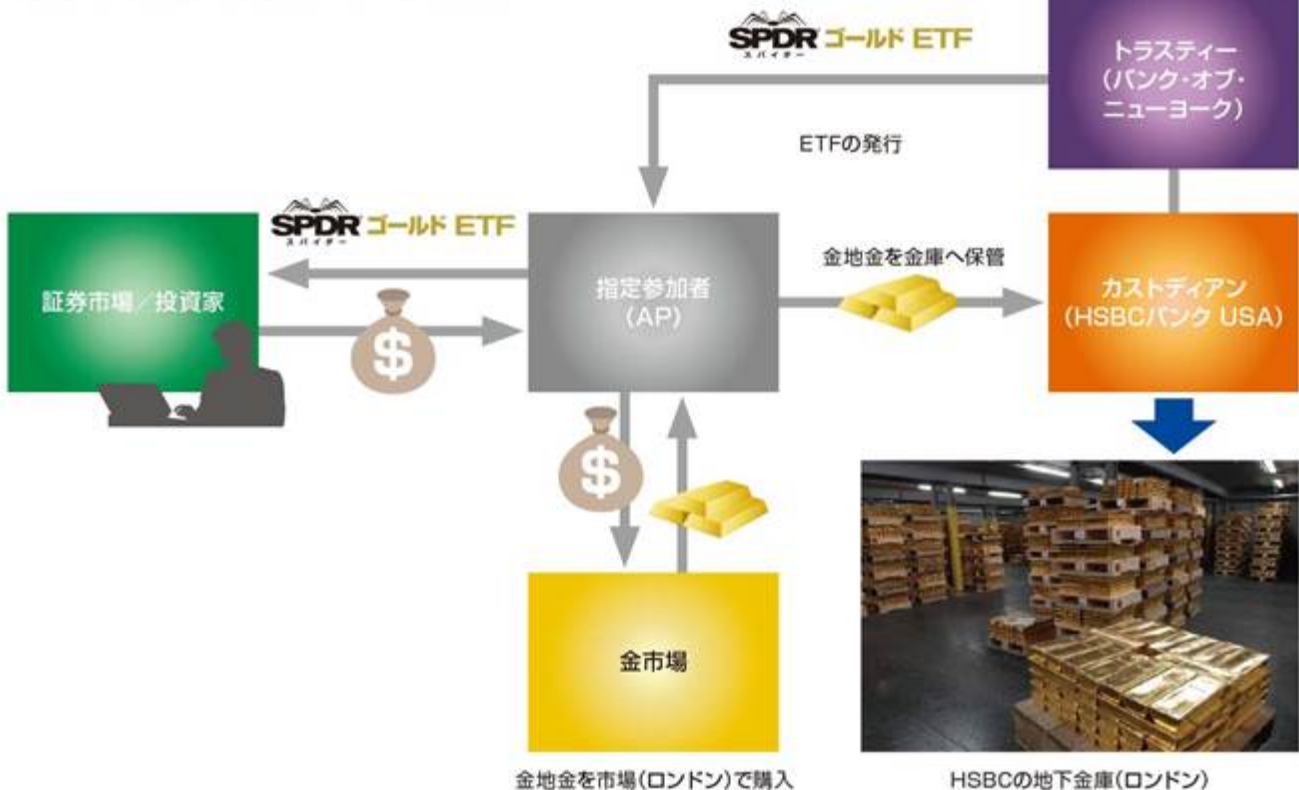 SPDR ゴールド ETF
スパイダー
トラスティー
(バンク・オブ・
ニューヨーク)
ETFの発行
SPDR ゴールド ETF
スパイダー
証券市場／投資家
$
指定参加者
(AP)
金地金を金庫へ保管
カストディアン
(HSBCバンク USA)
$
金市場
金地金を市場(ロンドン)で購入
HSBCの地下金庫(ロンドン)